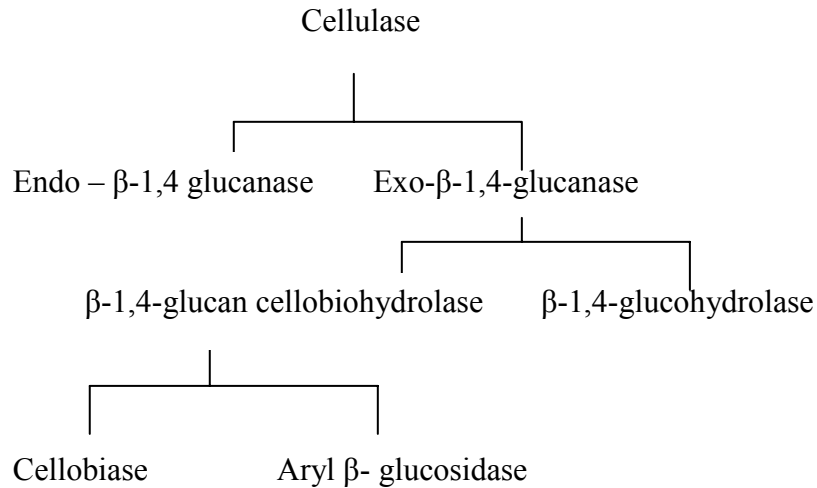 Cellulase
Endo – β-1,4 glucanase Exo-β-1,4-glucanase
β-1,4-glucan cellobiohydrolase β-1,4-glucohydrolase
Cellobiase Aryl β- glucosidase